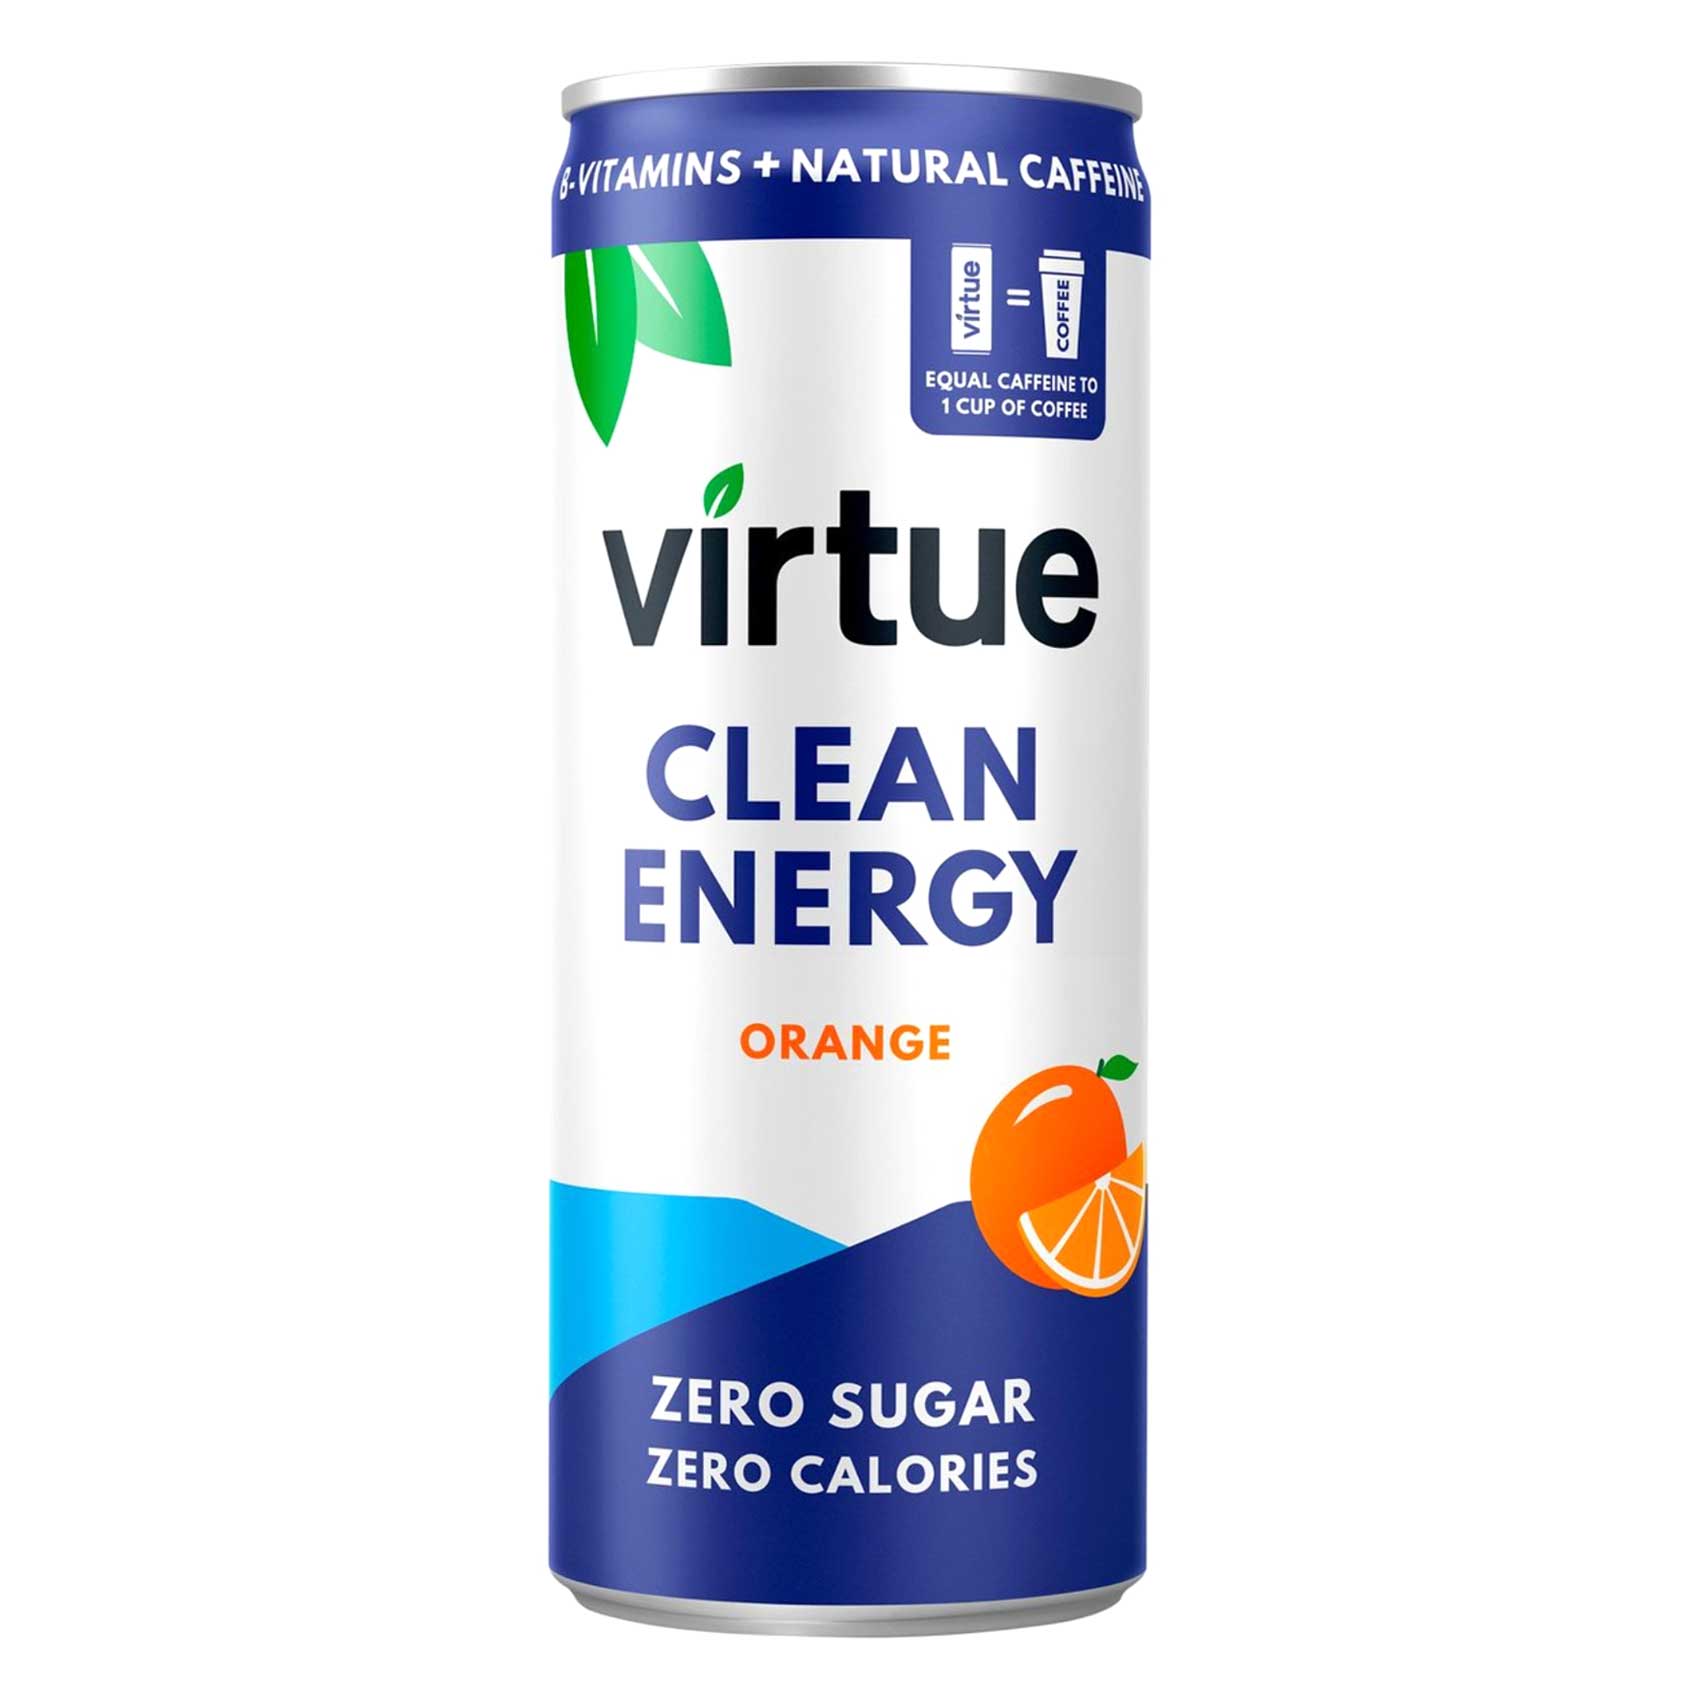 B-VITAMINS + NATURAL CAFFEINE
virtue = COFFEE
EQUAL CAFFEINE TO
1 CUP OF COFFEE
virtue
CLEAN
ENERGY
ORANGE
ZERO SUGAR
ZERO CALORIES